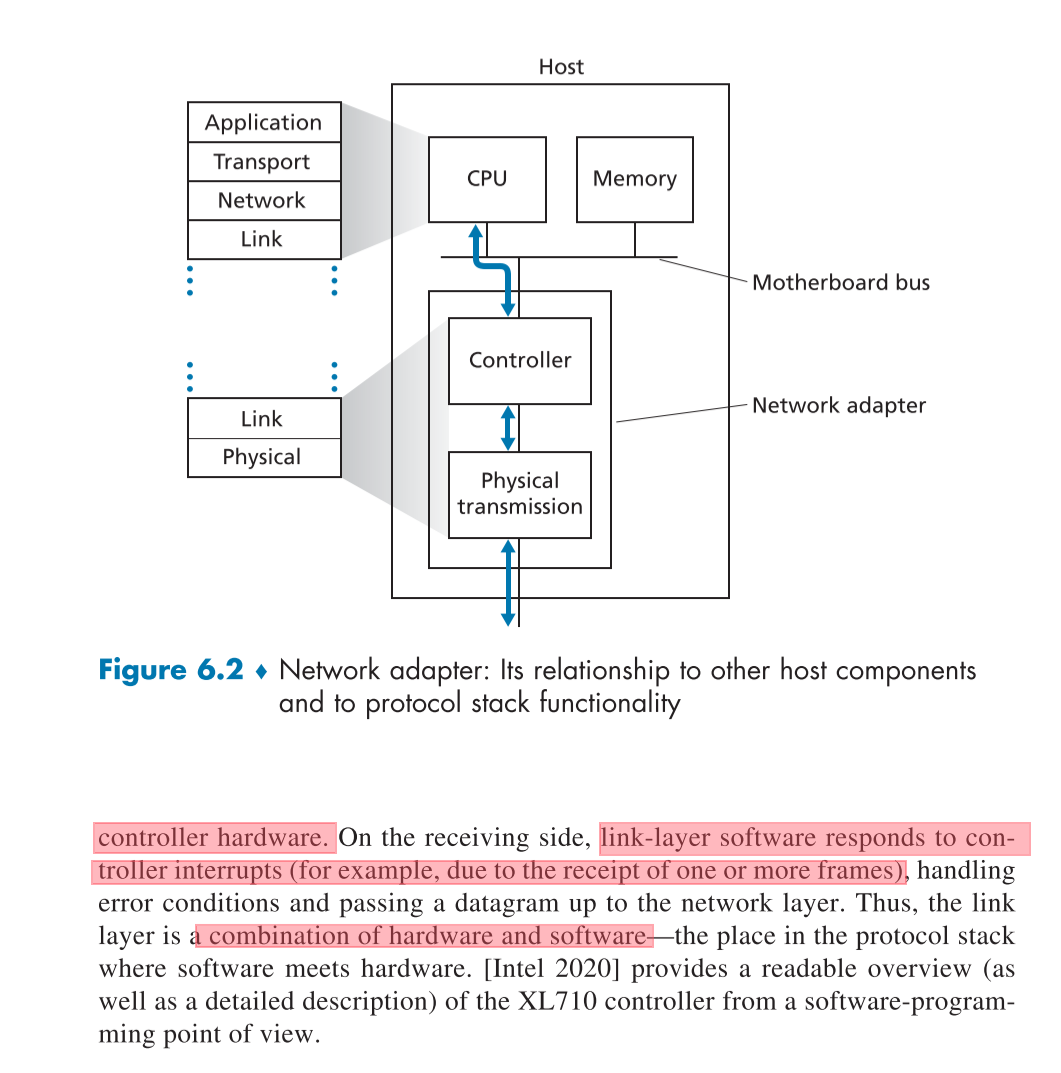 Host
Application
Transport
Network
Link
CPU
Memory
Motherboard bus
Controller
Network adapter
Link
Physical
Physical
transmission
Figure 6.2 ♦ Network adapter: Its relationship to other host components
and to protocol stack functionality
controller hardware. On the receiving side, link-layer software responds to con-
troller interrupts (for example, due to the receipt of one or more frames), handling
error conditions and passing a datagram up to the network layer. Thus, the link
layer is a combination of hardware and software—the place in the protocol stack
where software meets hardware. [Intel 2020] provides a readable overview (as
well as a detailed description) of the XL710 controller from a software-program-
ming point of view.